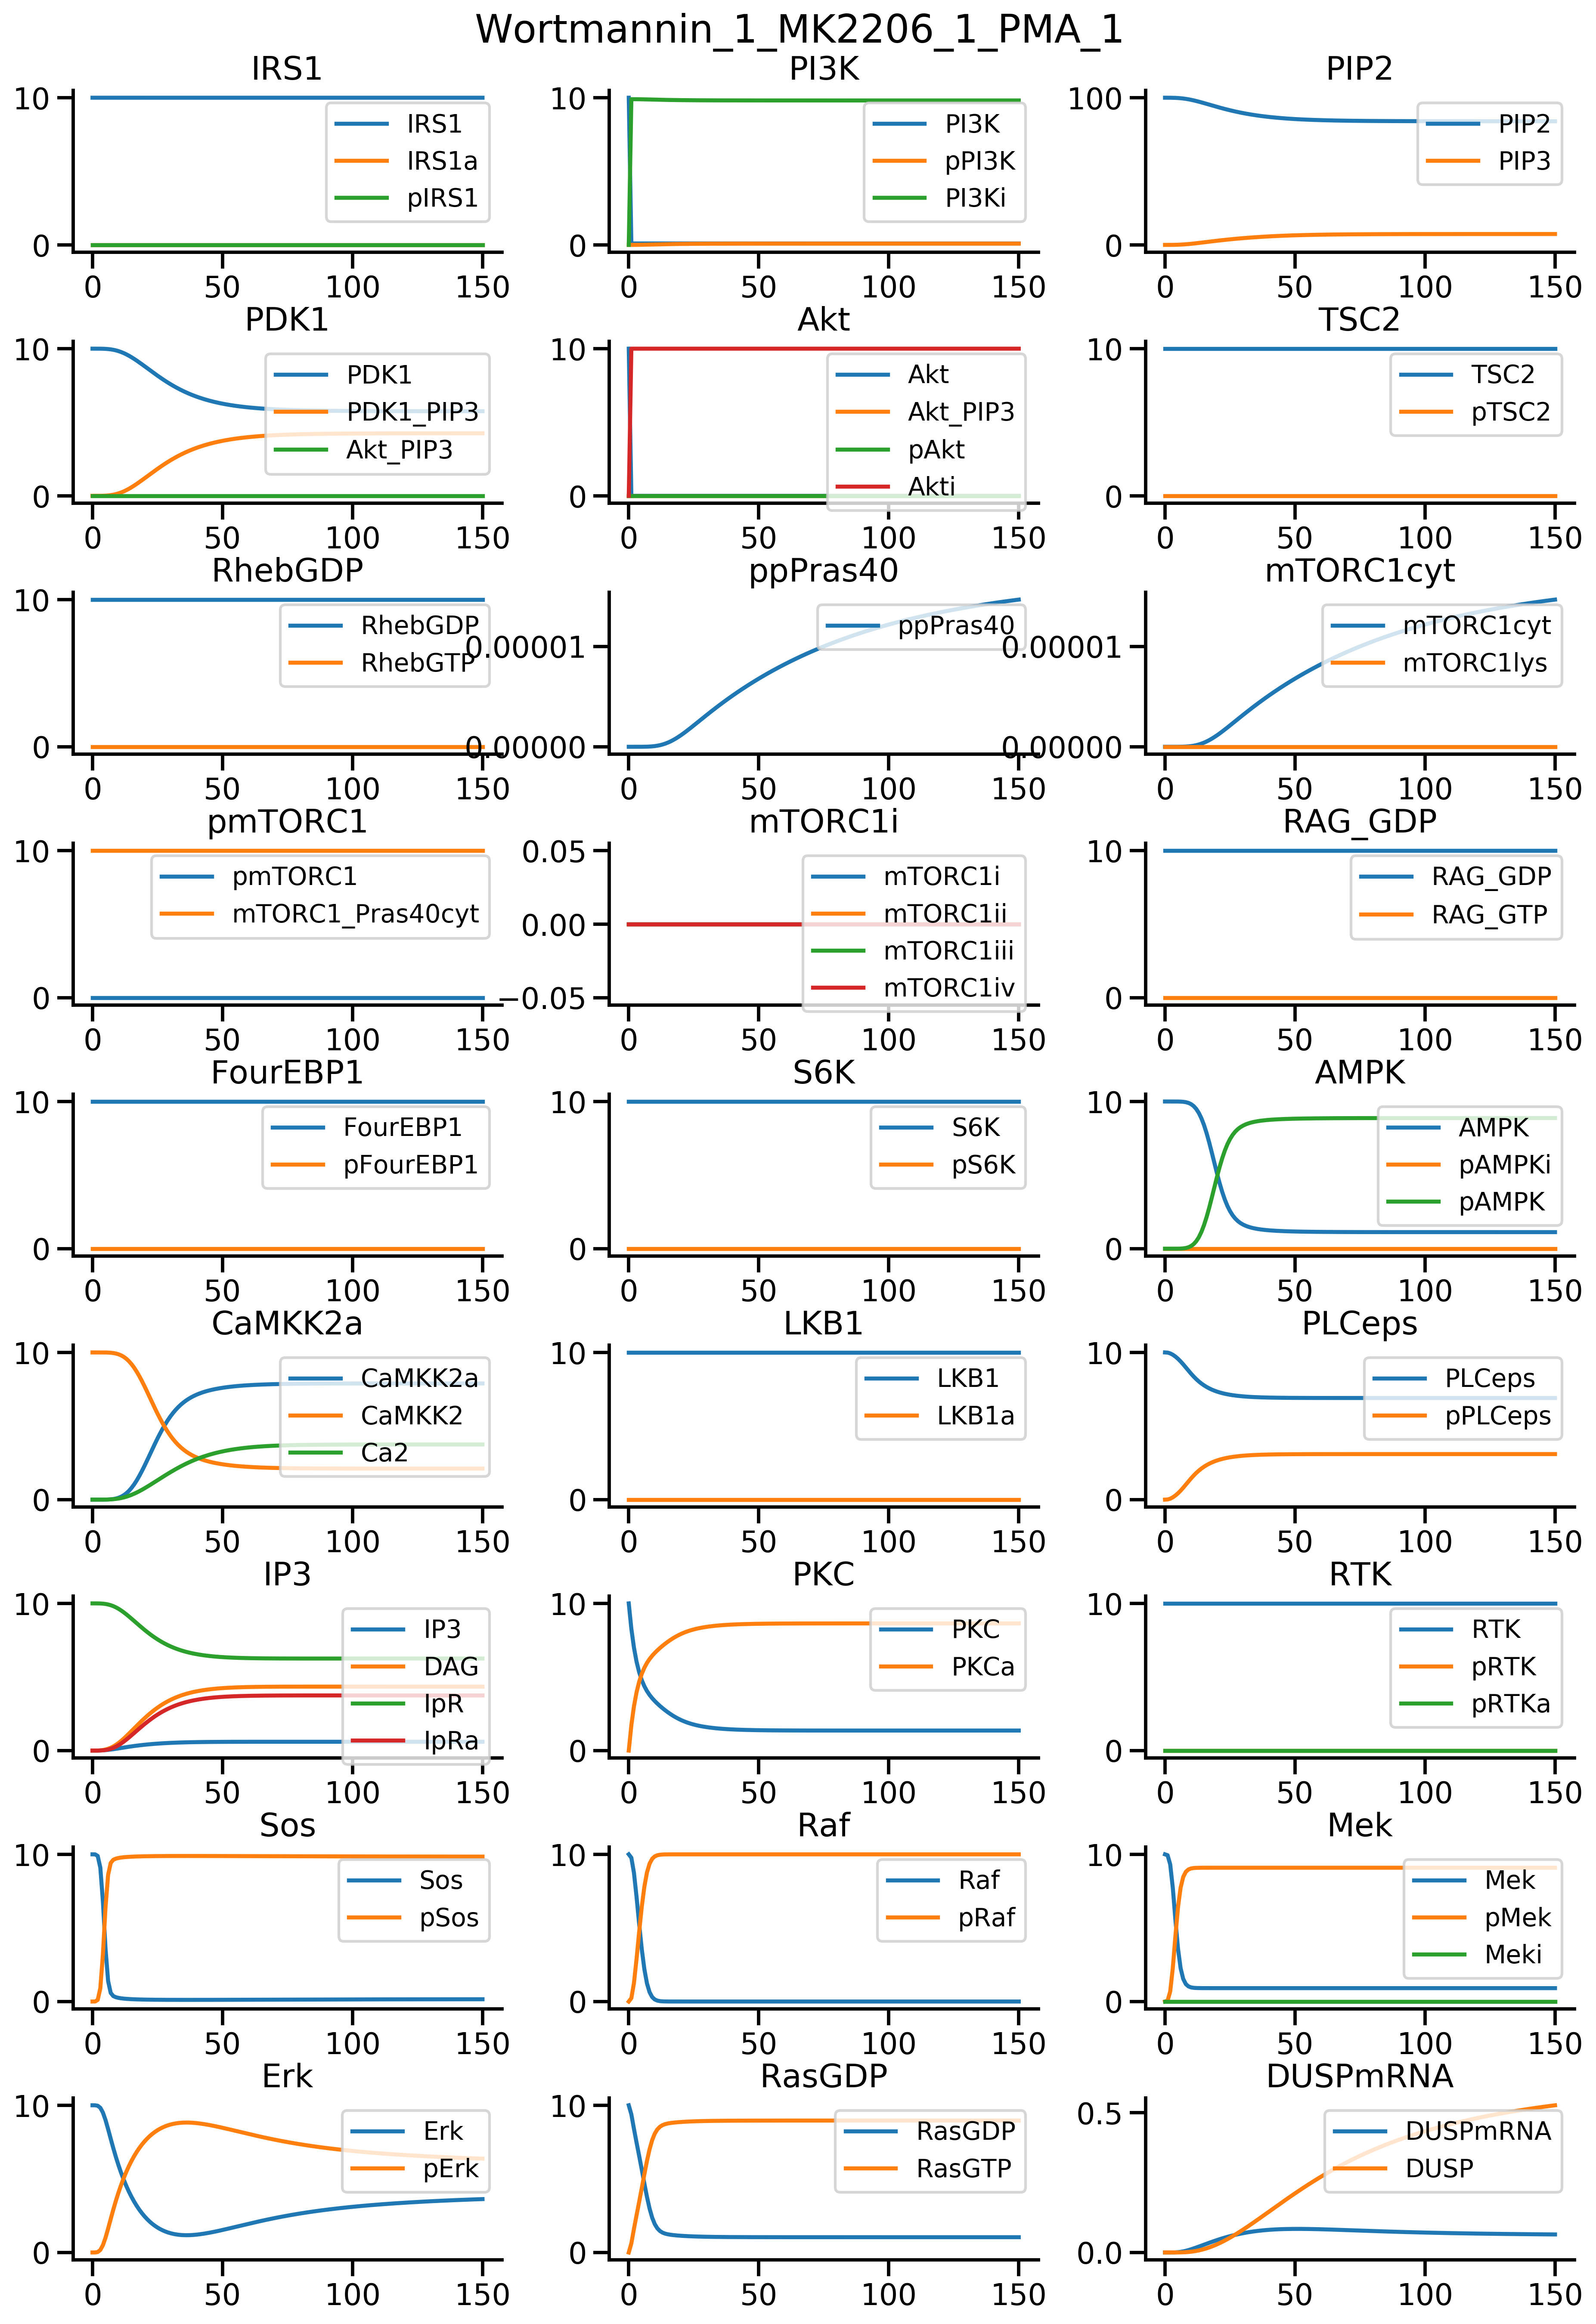 Wortmannin_1_MK2206_1_PMA_1
IRS1
10
0
0 50 100 150
IRS1
IRS1a
pIRS1
PI3K
10
0
0 50 100 150
PI3K
pPI3K
PI3Ki
PIP2
100
0
0 50 100 150
PIP2
PIP3
PDK1
10
0
0 50 100 150
PDK1
PDK1_PIP3
Akt_PIP3
Akt
10
0
0 50 100 150
Akt
Akt_PIP3
pAkt
Akti
TSC2
10
0
0 50 100 150
TSC2
pTSC2
RhebGDP
10
0
0 50 100 150
RhebGDP
RhebGTP
ppPras40
0.00001
0.00000
0 50 100 150
ppPras40
mTORC1cyt
0.00001
0.00000
0 50 100 150
mTORC1cyt
mTORC1lys
pmTORC1
10
0
0 50 100 150
pmTORC1
mTORC1_Pras40cyt
mTORC1i
0.05
0.00
−0.05
0 50 100 150
mTORC1i
mTORC1ii
mTORC1iii
mTORC1iv
RAG_GDP
10
0
0 50 100 150
RAG_GDP
RAG_GTP
FourEBP1
10
0
0 50 100 150
FourEBP1
pFourEBP1
S6K
10
0
0 50 100 150
S6K
pS6K
AMPK
10
0
0 50 100 150
AMPK
pAMPKi
pAMPK
CaMKK2a
10
0
0 50 100 150
CaMKK2a
CaMKK2
Ca2
LKB1
10
0
0 50 100 150
LKB1
LKB1a
PLCeps
10
0
0 50 100 150
PLCeps
pPLCeps
IP3
10
0
0 50 100 150
IP3
DAG
IpR
IpRa
PKC
10
0
0 50 100 150
PKC
PKCa
RTK
10
0
0 50 100 150
RTK
pRTK
pRTKa
Sos
10
0
0 50 100 150
Sos
pSos
Raf
10
0
0 50 100 150
Raf
pRaf
Mek
10
0
0 50 100 150
Mek
pMek
Meki
Erk
10
0
0 50 100 150
Erk
pErk
RasGDP
10
0
0 50 100 150
RasGDP
RasGTP
DUSPmRNA
0.5
0.0
0 50 100 150
DUSPmRNA
DUSP